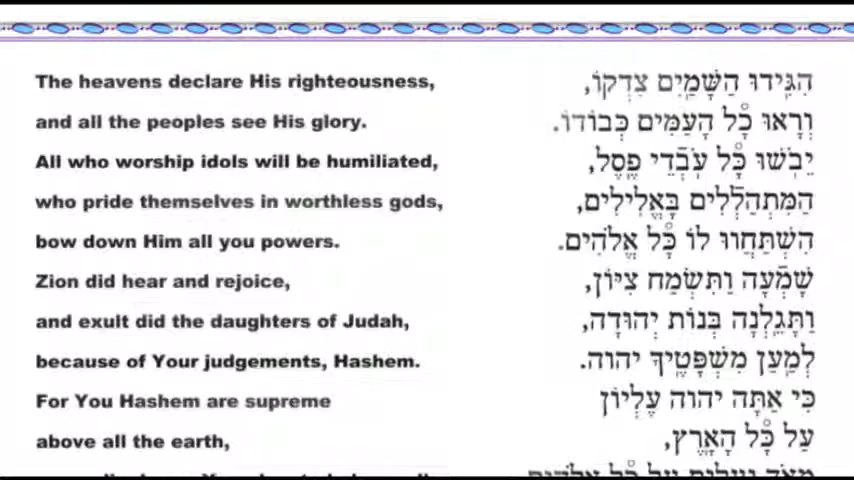 The heavens declare His righteousness,
and all the peoples see His glory.
All who worship idols will be humiliated,
who pride themselves in worthless gods,
bow down Him all you powers.
Zion did hear and rejoice,
and exult did the daughters of Judah,
because of Your judgements, Hashem.
For You Hashem are supreme
above all the earth,
הִגִּידוּ הַשָּׁמַיִם צִדְקוֹ,
וְרָאוּ כָל הָעַמִּים כְּבוֹדוֹ.
יֵבֹשׁוּ כָּל עֹבְדֵי פֶסֶל,
הַמִּתְהַלְלִים בָּאֱלִילִים,
הִשְׁתַּחֲווּ לוֹ כָּל אֱלֹהִים.
שָׁמְעָה וַתִּשְׂמַח צִיּוֹן,
וַתָּגֵלְנָה בְּנוֹת יְהוּדָה,
לְמַעַן מִשְׁפָּטֶיךָ יהוה.
כִּי אַתָּה יהוה עֶלְיוֹן
עַל כָּל הָאָרֶץ,